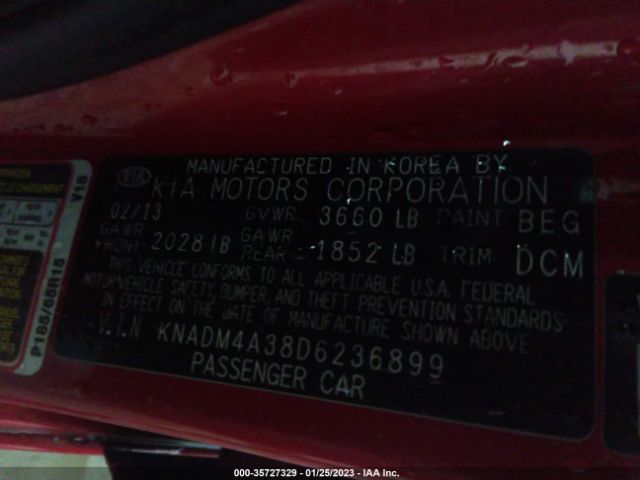 MANUFACTURED IN KOREA BY
KIA KIA MOTORS CORPORATION
02/13 GVWR 3660 LB PAINT BEG
GAWR FRONT 2028 LB GAWR REAR 1852 LB TRIM DCM
THIS VEHICLE CONFORMS TO ALL APPLICABLE U.S.A. FEDERAL
MOTOR VEHICLE SAFETY, BUMPER, AND THEFT PREVENTION STANDARDS
IN EFFECT ON THE DATE OF MANUFACTURE SHOWN ABOVE
V.I.N KNADM4A38D6236899
PASSENGER CAR
V18
P185/65R15
000-35727329 - 01/25/2023 - IAA Inc.